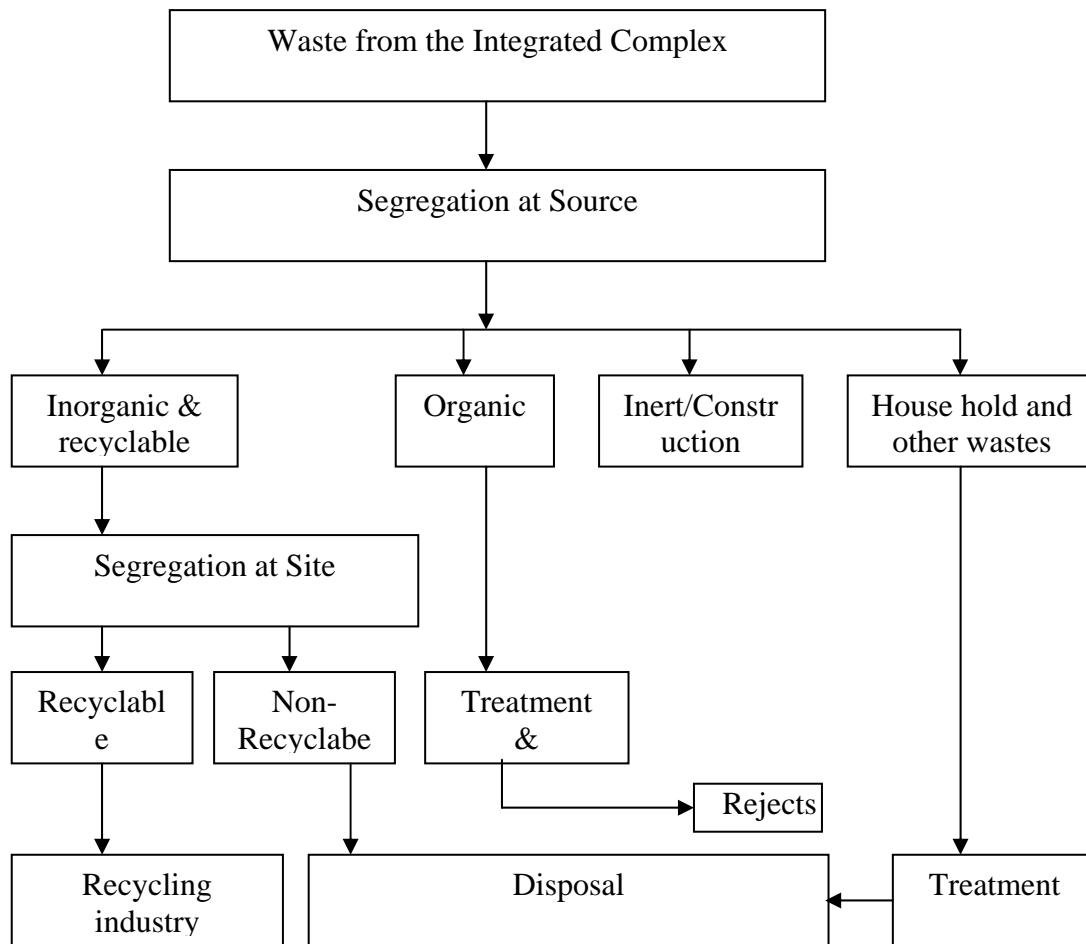 Waste from the Integrated Complex
Segregation at Source
Inorganic &
recyclable
Organic
Inert/Constr
uction
House hold and
other wastes
Segregation at Site
Recyclabl
e
Non-
Recyclabe
Treatment
&
Rejects
Recycling
industry
Disposal
Treatment